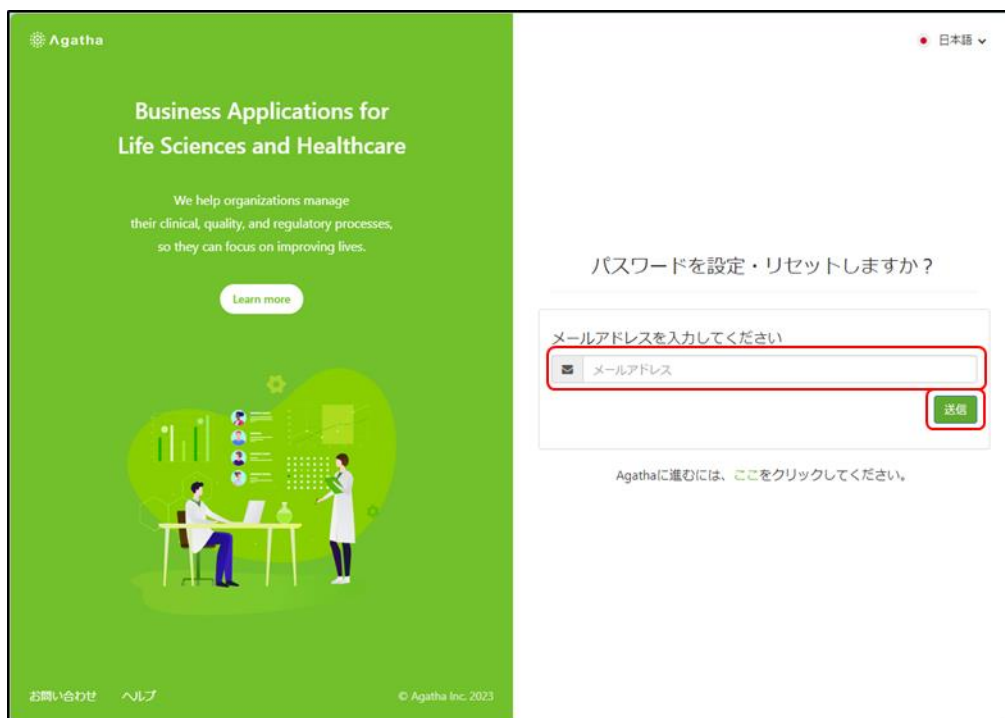 Agatha
日本語
Business Applications for
Life Sciences and Healthcare
We help organizations manage
their clinical, quality, and regulatory processes,
so they can focus on improving lives.
Learn more
パスワードを設定・リセットしますか？
メールアドレスを入力してください
メールアドレス
送信
Agathaに進むには、ここをクリックしてください。
お問い合わせ ヘルプ
© Agatha Inc. 2023